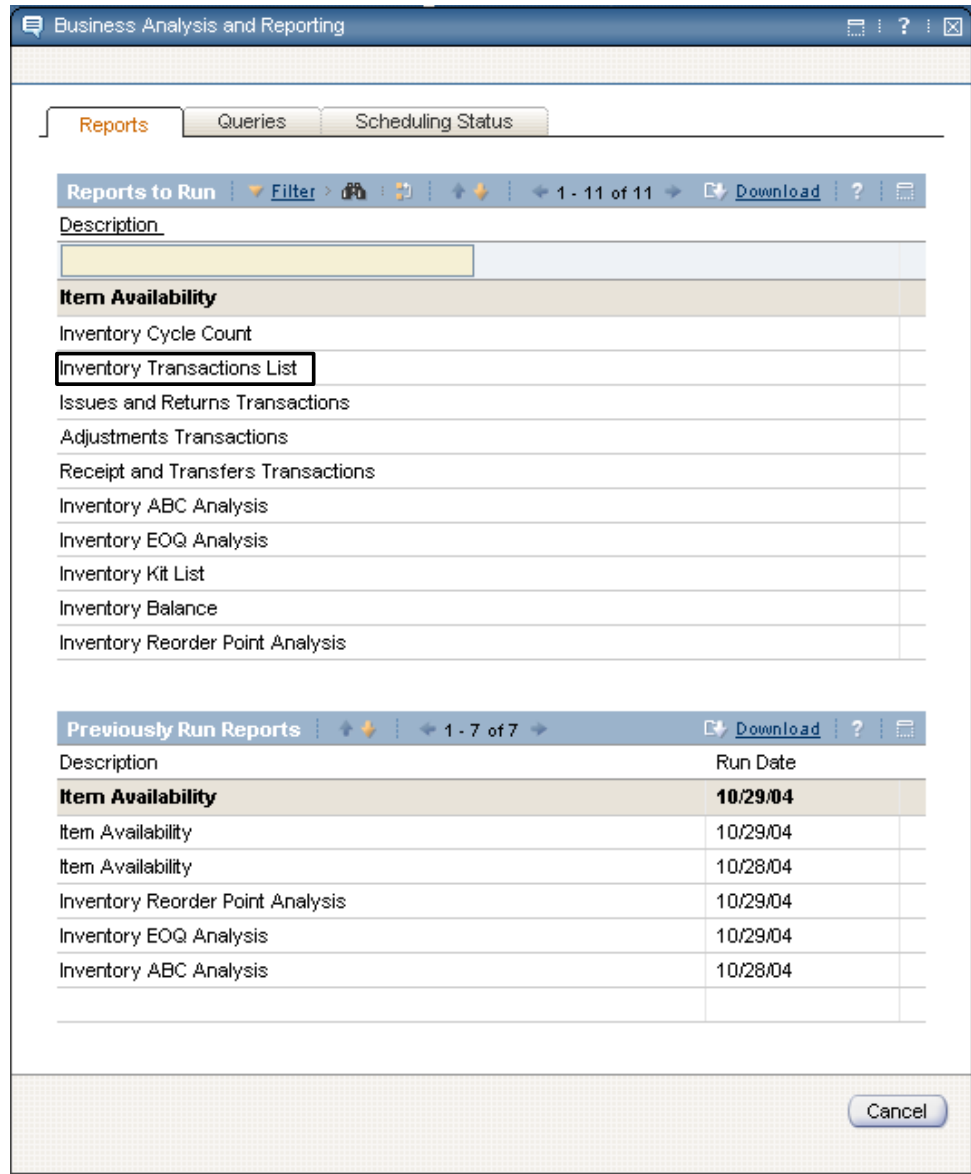 Business Analysis and Reporting ?
Reports Queries Scheduling Status
Reports to Run Filter 1 - 11 of 11 Download ?
Description
Item Availability
Inventory Cycle Count
Inventory Transactions List
Issues and Returns Transactions
Adjustments Transactions
Receipt and Transfers Transactions
Inventory ABC Analysis
Inventory EOQ Analysis
Inventory Kit List
Inventory Balance
Inventory Reorder Point Analysis
Previously Run Reports 1 - 7 of 7 Download ?
Description Run Date
Item Availability 10/29/04
Item Availability 10/29/04
Item Availability 10/28/04
Inventory Reorder Point Analysis 10/29/04
Inventory EOQ Analysis 10/29/04
Inventory ABC Analysis 10/28/04
Cancel